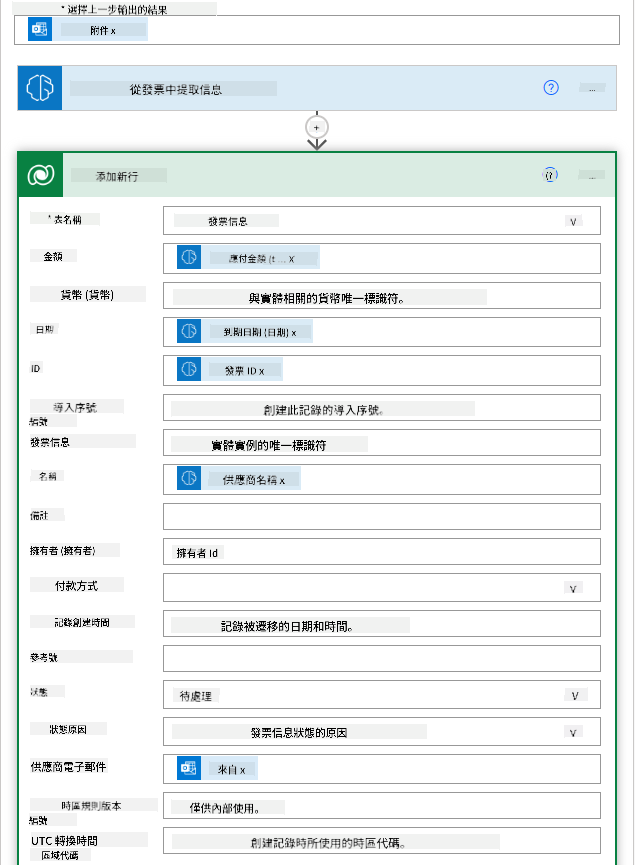 * 選擇上一步輸出的結果
附件 x
從發票中提取信息
?
...
+
添加新行
...
* 表名稱
發票信息
金額
應付金額 (t ... x
貨幣 (貨幣)
與實體相關的貨幣唯一標識符。
日期
到期日期 (日期) x
ID
發票 ID x
導入序號
編號
創建此記錄的導入序號。
發票信息
實體實例的唯一標識符
名稱
供應商名稱 x
備註
擁有者 (擁有者)
擁有者 Id
付款方式
記錄創建時間
記錄被遷移的日期和時間。
參考號
狀態
待處理
狀態原因
發票信息狀態的原因
供應商電子郵件
來自 x
時區規則版本
編號
僅供內部使用。
UTC 轉換時間
區域代碼
創建記錄時所使用的時區代碼。